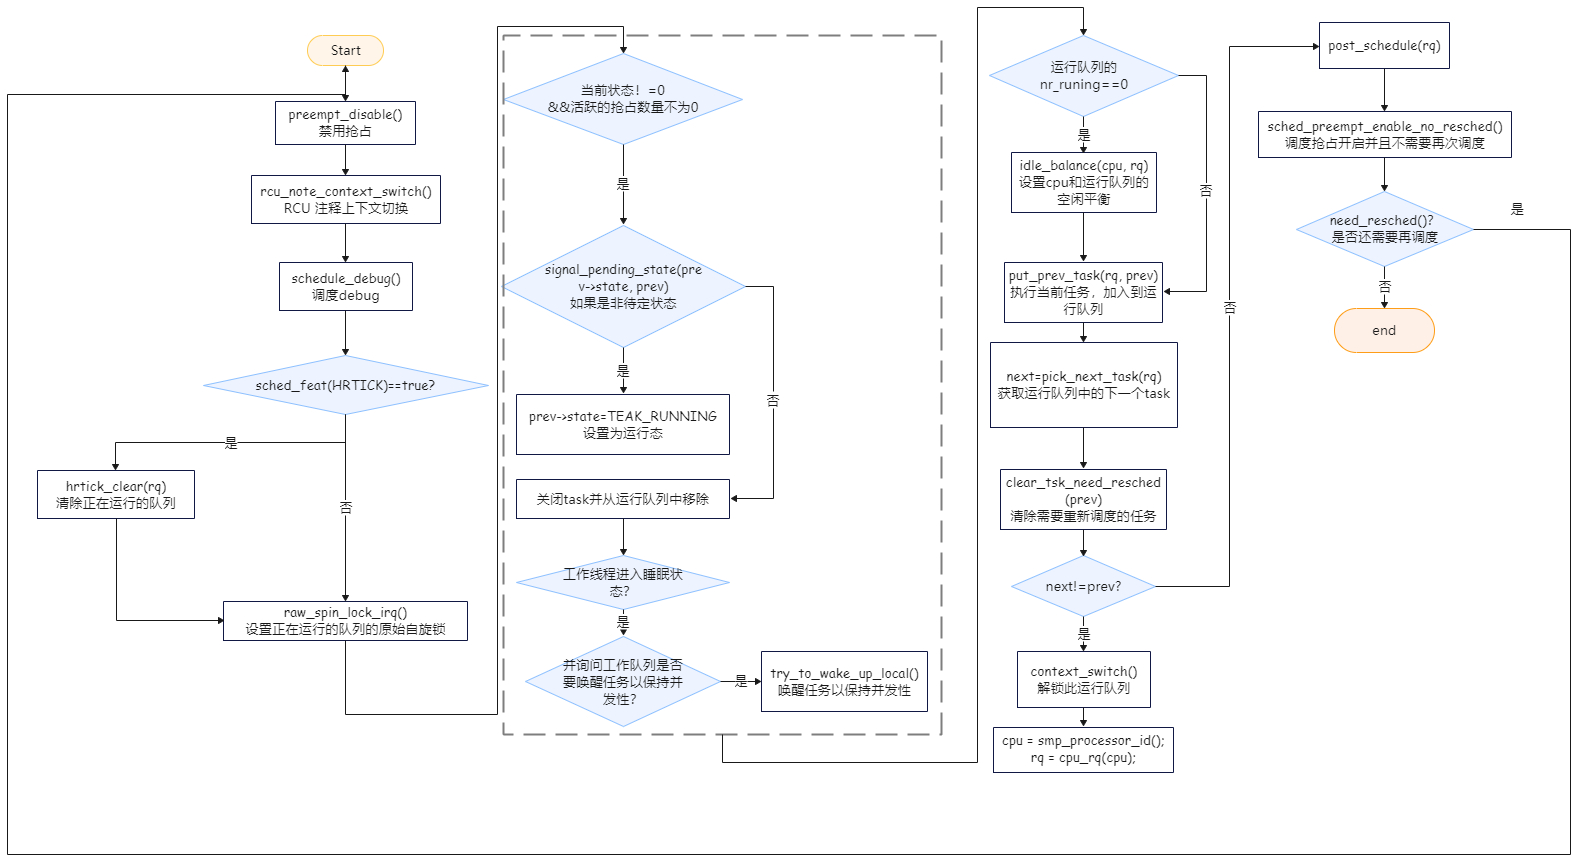 Start
preempt_disable()
禁用抢占
rcu_note_context_switch()
RCU 注释上下文切换
schedule_debug()
调度debug
sched_feat(HRTICK)==true?
是
hrtick_clear(rq)
清除正在运行的队列
否
raw_spin_lock_irq()
设置正在运行的队列的原始自旋锁
当前状态！=0
&&活跃的抢占数量不为0
是
signal_pending_state(pre
v->state, prev)
如果是非待定状态
是
否
prev->state=TEAK_RUNNING
设置为运行态
关闭task并从运行队列中移除
工作线程进入睡眠状
态?
是
并询问工作队列是否
要唤醒任务以保持并
发性?
是
try_to_wake_up_local()
唤醒任务以保持并发性
运行队列的
nr_runing==0
是
否
idle_balance(cpu, rq)
设置cpu和运行队列的
空闲平衡
put_prev_task(rq, prev)
执行当前任务，加入到运
行队列
next=pick_next_task(rq)
获取运行队列中的下一个task
clear_tsk_need_resched
(prev)
清除需要重新调度的任务
next!=prev?
否
是
context_switch()
解锁此运行队列
cpu = smp_processor_id();
rq = cpu_rq(cpu);
post_schedule(rq)
sched_preempt_enable_no_resched()
调度抢占开启并且不需要再次调度
need_resched()?
是否还需要再调度
是
否
end